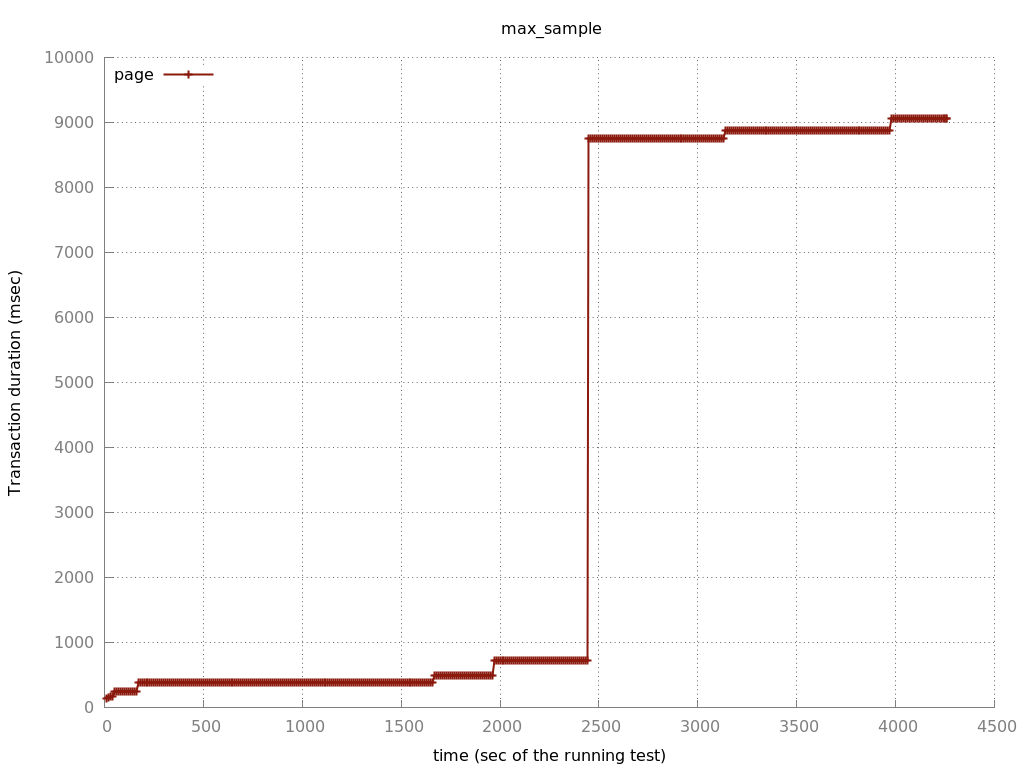 max_sample
page
10000
9000
8000
7000
6000
5000
4000
3000
2000
1000
0
Transaction duration (msec)
0 500 1000 1500 2000 2500 3000 3500 4000 4500
time (sec of the running test)